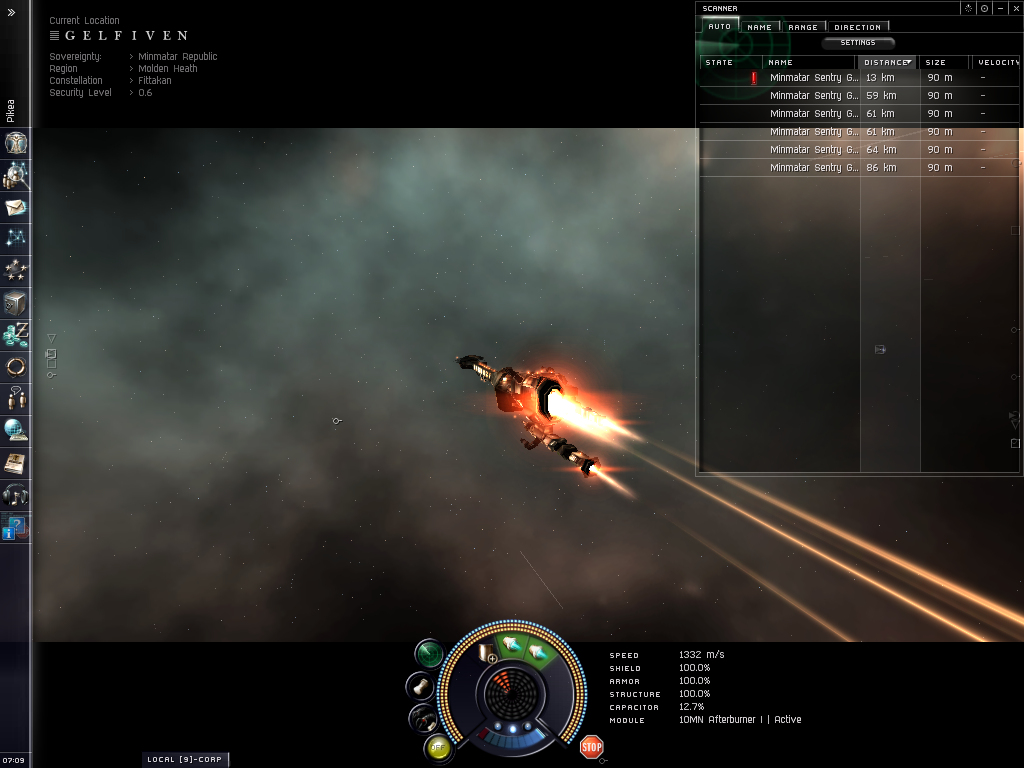 Current Location
GELFIVEN
Sovereignty: > Minmatar Republic
Region > Molden Heath
Constellation > Fittakan
Security Level > 0.6
Pikea
SCANNER
AUTO NAME RANGE DIRECTION
SETTINGS
STATE NAME DISTANCE SIZE VELOCITY
Minmatar Sentry G... 13 km 90 m -
Minmatar Sentry G... 59 km 90 m -
Minmatar Sentry G... 61 km 90 m -
Minmatar Sentry G... 61 km 90 m -
Minmatar Sentry G... 64 km 90 m -
Minmatar Sentry G... 86 km 90 m -
SPEED 1332 m/s
SHIELD 100.0%
ARMOR 100.0%
STRUCTURE 100.0%
CAPACITOR 12.7%
MODULE 10MN Afterburner I | Active
OFF
STOP
07:09
LOCAL [9]-CORP